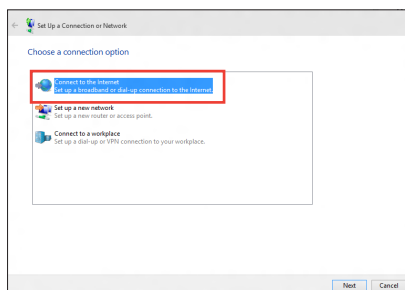 Set Up a Connection or Network
Choose a connection option
Connect to the Internet
Set up a broadband or dial-up connection to the Internet.
Set up a new network
Set up a new router or access point.
Connect to a workplace
Set up a dial-up or VPN connection to your workplace.
Next Cancel